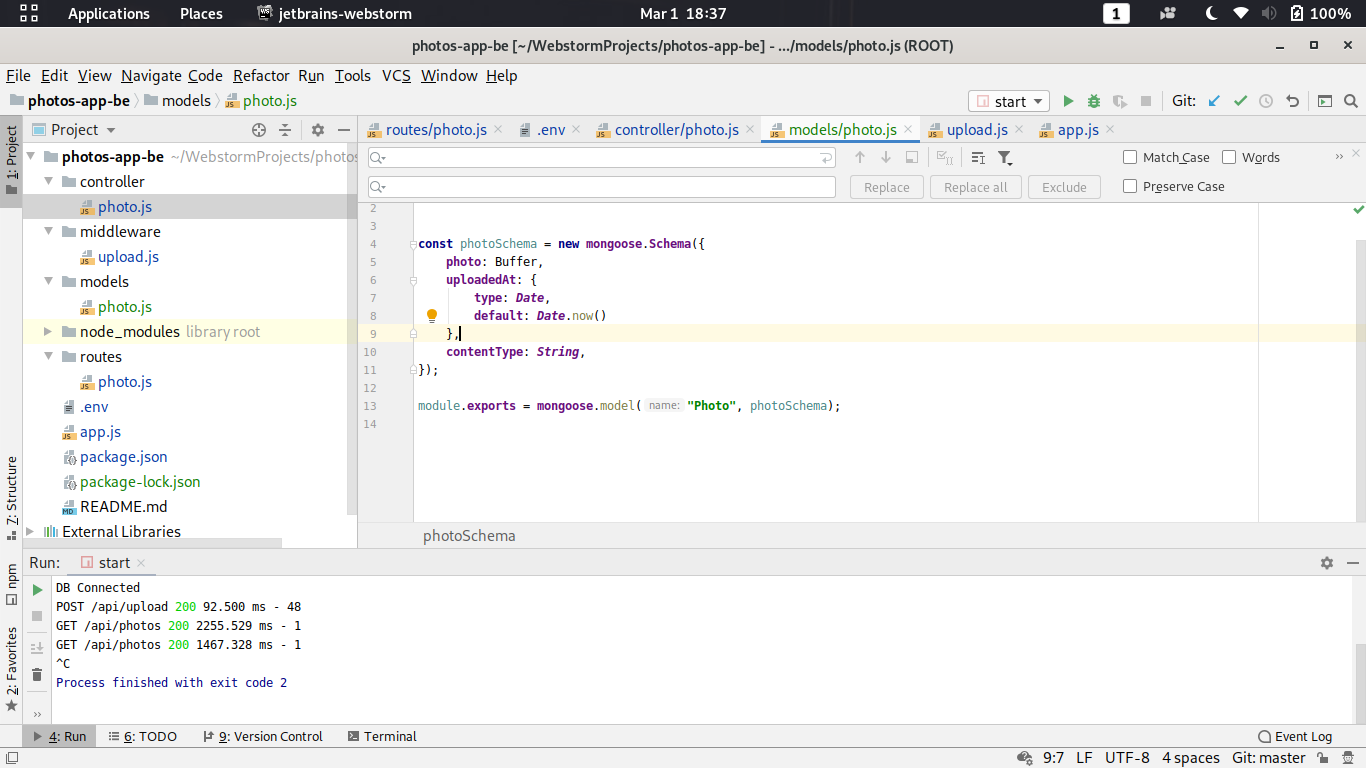 Applications Places jetbrains-webstorm Mar 1 18:37 1 100%
photos-app-be [~/WebstormProjects/photos-app-be] - .../models/photo.js (ROOT)
File Edit View Navigate Code Refactor Run Tools VCS Window Help
photos-app-be models photo.js start Git:
1: Project
Project
routes/photo.js .env controller/photo.js models/photo.js upload.js app.js
photos-app-be ~/WebstormProjects/photos
controller
photo.js
middleware
upload.js
models
photo.js
node_modules library root
routes
photo.js
.env
app.js
package.json
package-lock.json
README.md
External Libraries
Match Case Words
Replace Replace all Exclude Preserve Case
2
3
4 const photoSchema = new mongoose.Schema({
5 photo: Buffer,
6 uploadedAt: {
7 type: Date,
8 default: Date.now()
9 },
10 contentType: String,
11 });
12
13 module.exports = mongoose.model( name: "Photo", photoSchema);
14
photoSchema
7: Structure
npm
2: Favorites
Run: start
DB Connected
POST /api/upload 200 92.500 ms - 48
GET /api/photos 200 2255.529 ms - 1
GET /api/photos 200 1467.328 ms - 1
^C
Process finished with exit code 2
4: Run 6: TODO 9: Version Control Terminal Event Log
9:7 LF UTF-8 4 spaces Git: master